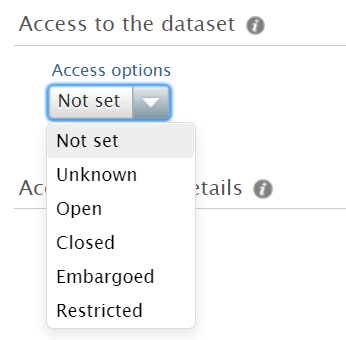 Access to the dataset
Access options
Not set
Not set
Unknown
Open
Closed
Embargoed
Restricted